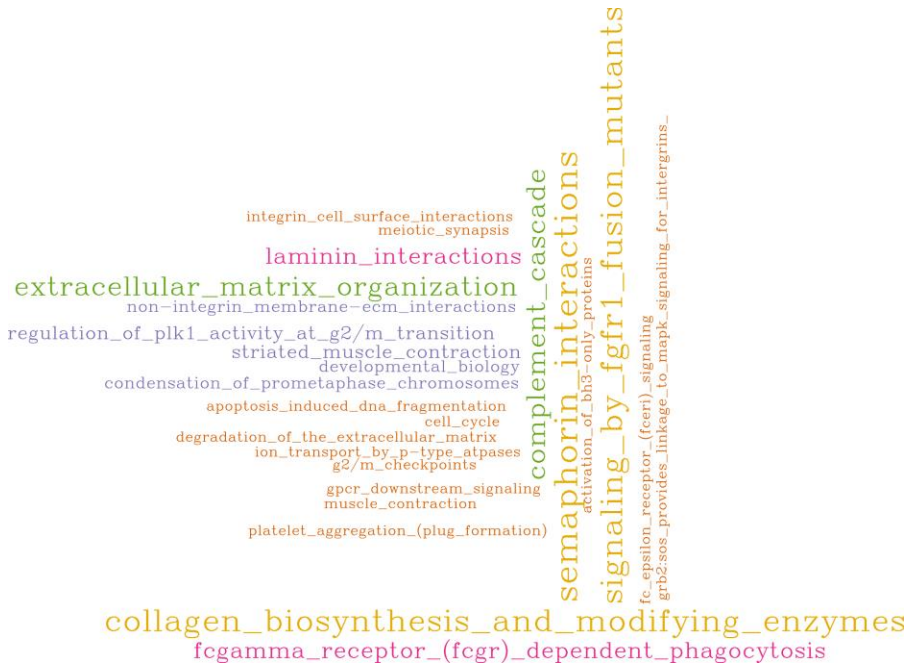 integrin_cell_surface_interactions
meiotic_synapsis
laminin_interactions
extracellular_matrix_organization
non-integrin_membrane-ecm_interactions
regulation_of_plk1_activity_at_g2/m_transition
striated_muscle_contraction
developmental_biology
condensation_of_prometaphase_chromosomes
apoptosis_induced_dna_fragmentation
cell_cycle
degradation_of_the_extracellular_matrix
ion_transport_by_p-type_atpases
g2/m_checkpoints
gpcr_downstream_signaling
muscle_contraction
platelet_aggregation_(plug_formation)
complement_cascade
semaphorin_interactions
activation_of_bh3-only_proteins
signaling_by_fgfr1_fusion_mutants
fc_epsilon_receptor_(fceri)_signaling
grb2:sos_provides_linkage_to_mapk_signaling_for_intergrins_
collagen_biosynthesis_and_modifying_enzymes
fcgamma_receptor_(fcgr)_dependent_phagocytosis